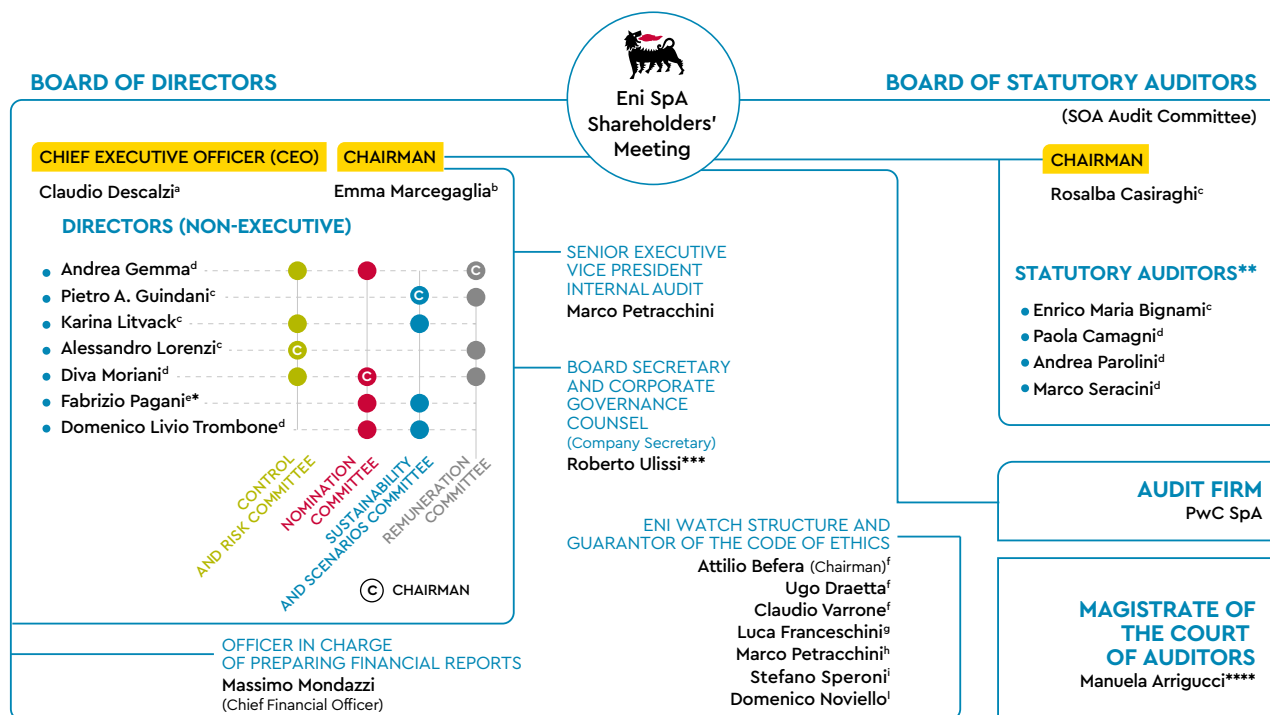 BOARD OF DIRECTORS
Eni SpA
Shareholders'
Meeting
BOARD OF STATUTORY AUDITORS
(SOA Audit Committee)
CHIEF EXECUTIVE OFFICER (CEO)
Claudio Descalziᵃ
CHAIRMAN
Emma Marcegagliaᵇ
CHAIRMAN
Rosalba Casiraghiᶜ
DIRECTORS (NON-EXECUTIVE)
• Andrea Gemmaᵈ C
• Pietro A. Guindaniᶜ C
• Karina Litvackᶜ
• Alessandro Lorenziᶜ C
• Diva Morianiᵈ C
• Fabrizio Paganiᵉ*
• Domenico Livio Tromboneᵈ
CONTROL
AND RISK COMMITTEE
NOMINATION
COMMITTEE
SUSTAINABILITY
AND SCENARIOS COMMITTEE
REMUNERATION
COMMITTEE
C CHAIRMAN
SENIOR EXECUTIVE
VICE PRESIDENT
INTERNAL AUDIT
Marco Petracchini
BOARD SECRETARY
AND CORPORATE
GOVERNANCE
COUNSEL
(Company Secretary)
Roberto Ulissi***
STATUTORY AUDITORS**
• Enrico Maria Bignamiᶜ
• Paola Camagniᵈ
• Andrea Paroliniᵈ
• Marco Seraciniᵈ
AUDIT FIRM
PwC SpA
ENI WATCH STRUCTURE AND
GUARANTOR OF THE CODE OF ETHICS
Attilio Befera (Chairman)ᶠ
Ugo Draettaᶠ
Claudio Varroneᶠ
Luca Franceschiniᵍ
Marco Petracchiniʰ
Stefano Speroniⁱ
Domenico Novielloˡ
MAGISTRATE OF
THE COURT
OF AUDITORS
Manuela Arrigucci****
OFFICER IN CHARGE
OF PREPARING FINANCIAL REPORTS
Massimo Mondazzi
(Chief Financial Officer)